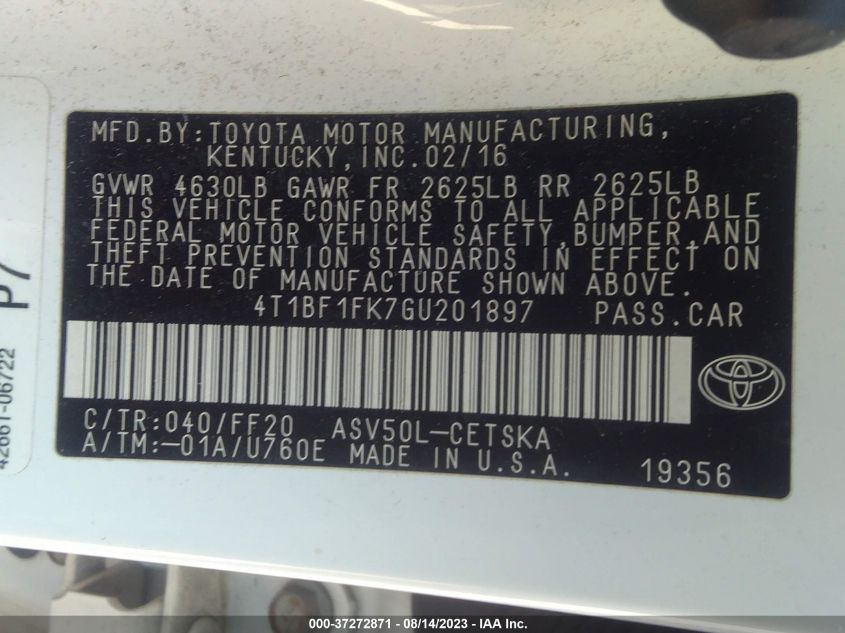 MFD.BY:TOYOTA MOTOR MANUFACTURING,
KENTUCKY,INC.02/16
GVWR 4630LB GAWR FR 2625LB RR 2625LB
THIS VEHICLE CONFORMS TO ALL APPLICABLE
FEDERAL MOTOR VEHICLE SAFETY,BUMPER,AND
THEFT PREVENTION STANDARDS IN EFFECT ON
THE DATE OF MANUFACTURE SHOWN ABOVE.
4T1BF1FK7GU201897 PASS.CAR
C/TR:040/FF20 ASV50L-CETSKA
A/TM:-01A/U760E MADE IN U.S.A. 19356
P7
42661-06722
000-37272871 - 08/14/2023 - IAA Inc.